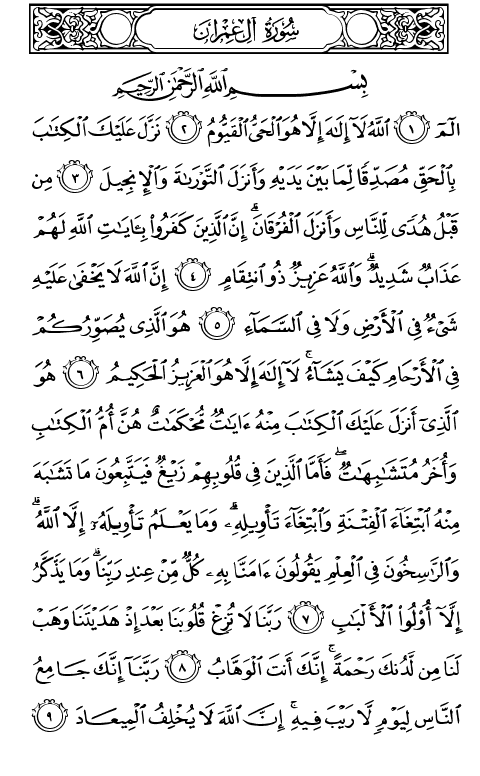 سُورَةُ آلِ عِمْرَانَ
بِسْمِ اللَّهِ الرَّحْمَٰنِ الرَّحِيمِ
الٓمٓ ١ ٱللَّهُ لَآ إِلَٰهَ إِلَّا هُوَ ٱلْحَىُّ ٱلْقَيُّومُ ٢ نَزَّلَ عَلَيْكَ ٱلْكِتَٰبَ
بِٱلْحَقِّ مُصَدِّقًا لِّمَا بَيْنَ يَدَيْهِ وَأَنزَلَ ٱلتَّوْرَىٰةَ وَٱلْإِنجِيلَ ٣ مِن
قَبْلُ هُدًى لِّلنَّاسِ وَأَنزَلَ ٱلْفُرْقَانَ ۗ إِنَّ ٱلَّذِينَ كَفَرُوا۟ بِـَٔايَٰتِ ٱللَّهِ لَهُمْ
عَذَابٌ شَدِيدٌ ۗ وَٱللَّهُ عَزِيزٌ ذُو ٱنتِقَامٍ ٤ إِنَّ ٱللَّهَ لَا يَخْفَىٰ عَلَيْهِ
شَىْءٌ فِى ٱلْأَرْضِ وَلَا فِى ٱلسَّمَآءِ ٥ هُوَ ٱلَّذِى يُصَوِّرُكُمْ
فِى ٱلْأَرْحَامِ كَيْفَ يَشَآءُ ۚ لَآ إِلَٰهَ إِلَّا هُوَ ٱلْعَزِيزُ ٱلْحَكِيمُ ٦ هُوَ
ٱلَّذِىٓ أَنزَلَ عَلَيْكَ ٱلْكِتَٰبَ مِنْهُ ءَايَٰتٌ مُّحْكَمَٰتٌ هُنَّ أُمُّ ٱلْكِتَٰبِ
وَأُخَرُ مُتَشَٰبِهَٰتٌ ۖ فَأَمَّا ٱلَّذِينَ فِى قُلُوبِهِمْ زَيْغٌ فَيَتَّبِعُونَ مَا تَشَٰبَهَ
مِنْهُ ٱبْتِغَآءَ ٱلْفِتْنَةِ وَٱبْتِغَآءَ تَأْوِيلِهِۦ ۗ وَمَا يَعْلَمُ تَأْوِيلَهُۥٓ إِلَّا ٱللَّهُ ۗ
وَٱلرَّٰسِخُونَ فِى ٱلْعِلْمِ يَقُولُونَ ءَامَنَّا بِهِۦ كُلٌّ مِّنْ عِندِ رَبِّنَا ۗ وَمَا يَذَّكَّرُ
إِلَّآ أُو۟لُوا۟ ٱلْأَلْبَٰبِ ٧ رَبَّنَا لَا تُزِغْ قُلُوبَنَا بَعْدَ إِذْ هَدَيْتَنَا وَهَبْ
لَنَا مِن لَّدُنكَ رَحْمَةً ۚ إِنَّكَ أَنتَ ٱلْوَهَّابُ ٨ رَبَّنَآ إِنَّكَ جَامِعُ
ٱلنَّاسِ لِيَوْمٍ لَّا رَيْبَ فِيهِ ۚ إِنَّ ٱللَّهَ لَا يُخْلِفُ ٱلْمِيعَادَ ٩